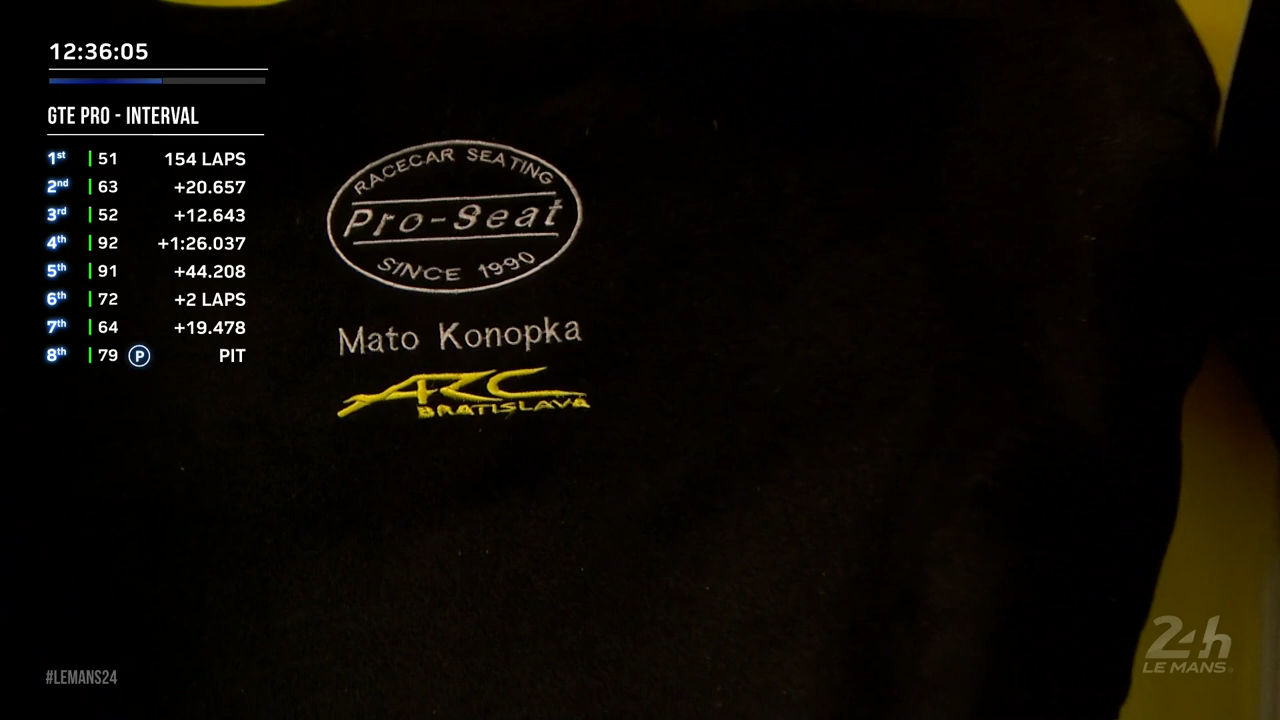 12:36:05
GTE PRO - INTERVAL
1st 51 154 LAPS
2nd 63 +20.657
3rd 52 +12.643
4th 92 +1:26.037
5th 91 +44.208
6th 72 +2 LAPS
7th 64 +19.478
8th 79 P PIT
RACECAR SEATING
Pro-Seat
SINCE 1990
Mato Konopka
ARC
BRATISLAVA
#LEMANS24
24h
LE MANS